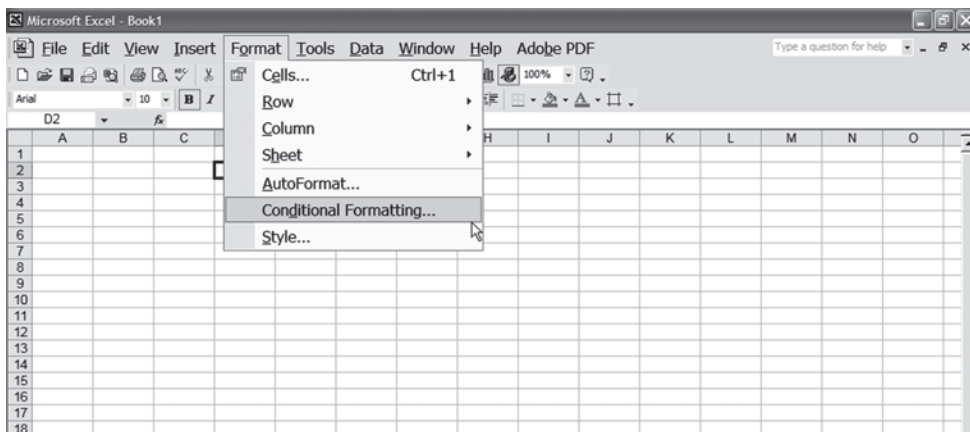 Microsoft Excel - Book1
File Edit View Insert Format Tools Data Window Help Adobe PDF Type a question for help
100%
Arial 10 B I
D2 fx
A B C H I J K L M N O
Cells... Ctrl+1
Row
Column
Sheet
AutoFormat...
Conditional Formatting...
Style...
1
2
3
4
5
6
7
8
9
10
11
12
13
14
15
16
17
18